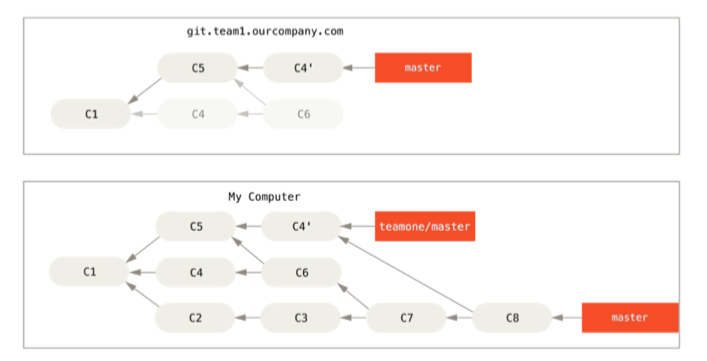 git.team1.ourcompany.com
C5 C4' master
C1 C4 C6
My Computer
C5 C4' teamone/master
C1 C4 C6
C2 C3 C7 C8 master